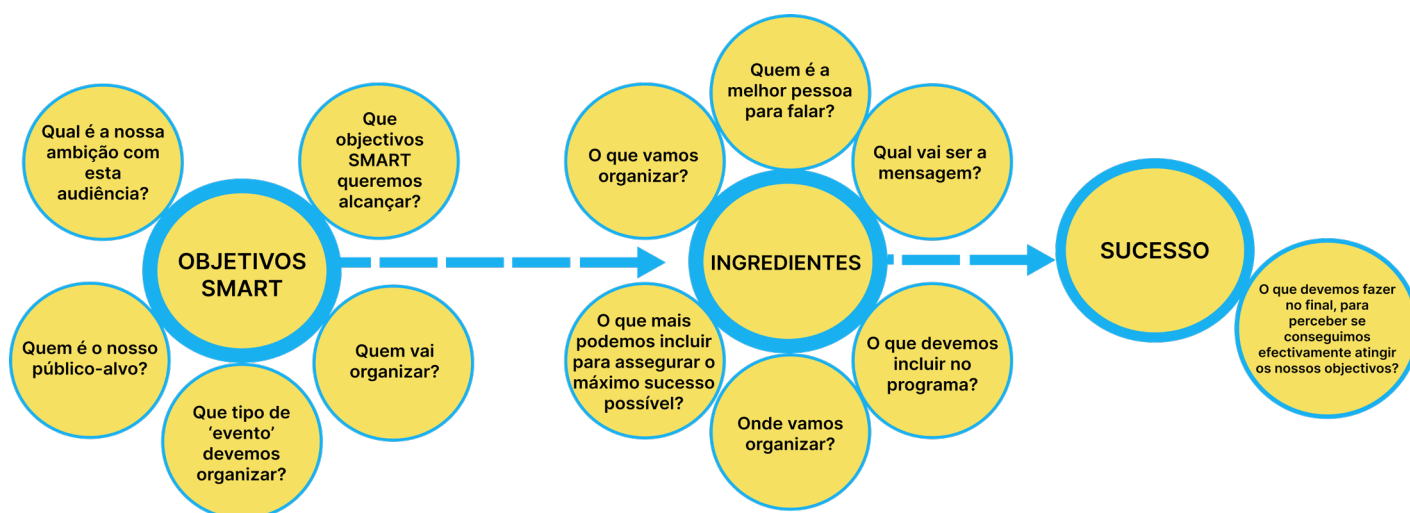 Qual é a nossa
ambição com
esta
audiência?
Que
objectivos
SMART
queremos
alcançar?
OBJETIVOS
SMART
Quem é o nosso
público-alvo?
Que tipo de
‘evento’
devemos
organizar?
Quem vai
organizar?
O que vamos
organizar?
Quem é a
melhor pessoa
para falar?
Qual vai ser a
mensagem?
INGREDIENTES
O que mais
podemos incluir
para assegurar o
máximo sucesso
possível?
Onde vamos
organizar?
O que devemos
incluir no
programa?
SUCESSO
O que devemos fazer
no final, para
perceber se
conseguimos
efectivamente atingir
os nossos objectivos?